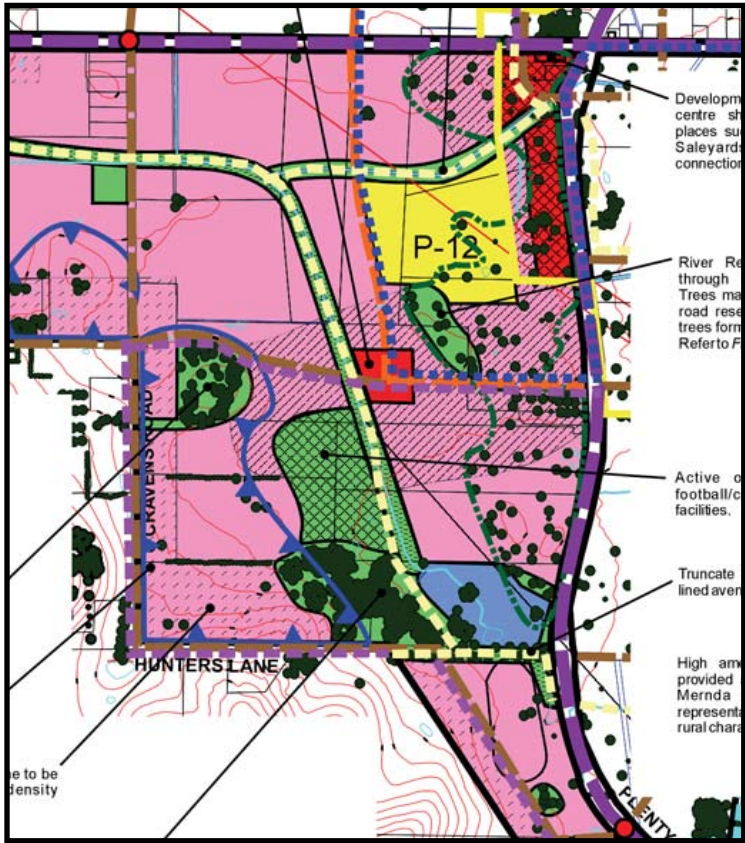 Developm
centre sh
places su
Saleyards
connection
P-12
River Re
through
Trees ma
road rese
trees form
Refer to F
CRAVENS ROAD
Active o
football/c
facilities.
Truncate
lined aven
HUNTERS LANE
High ame
provided
Mernda
representa
rural chara
ne to be
density
PLENTY